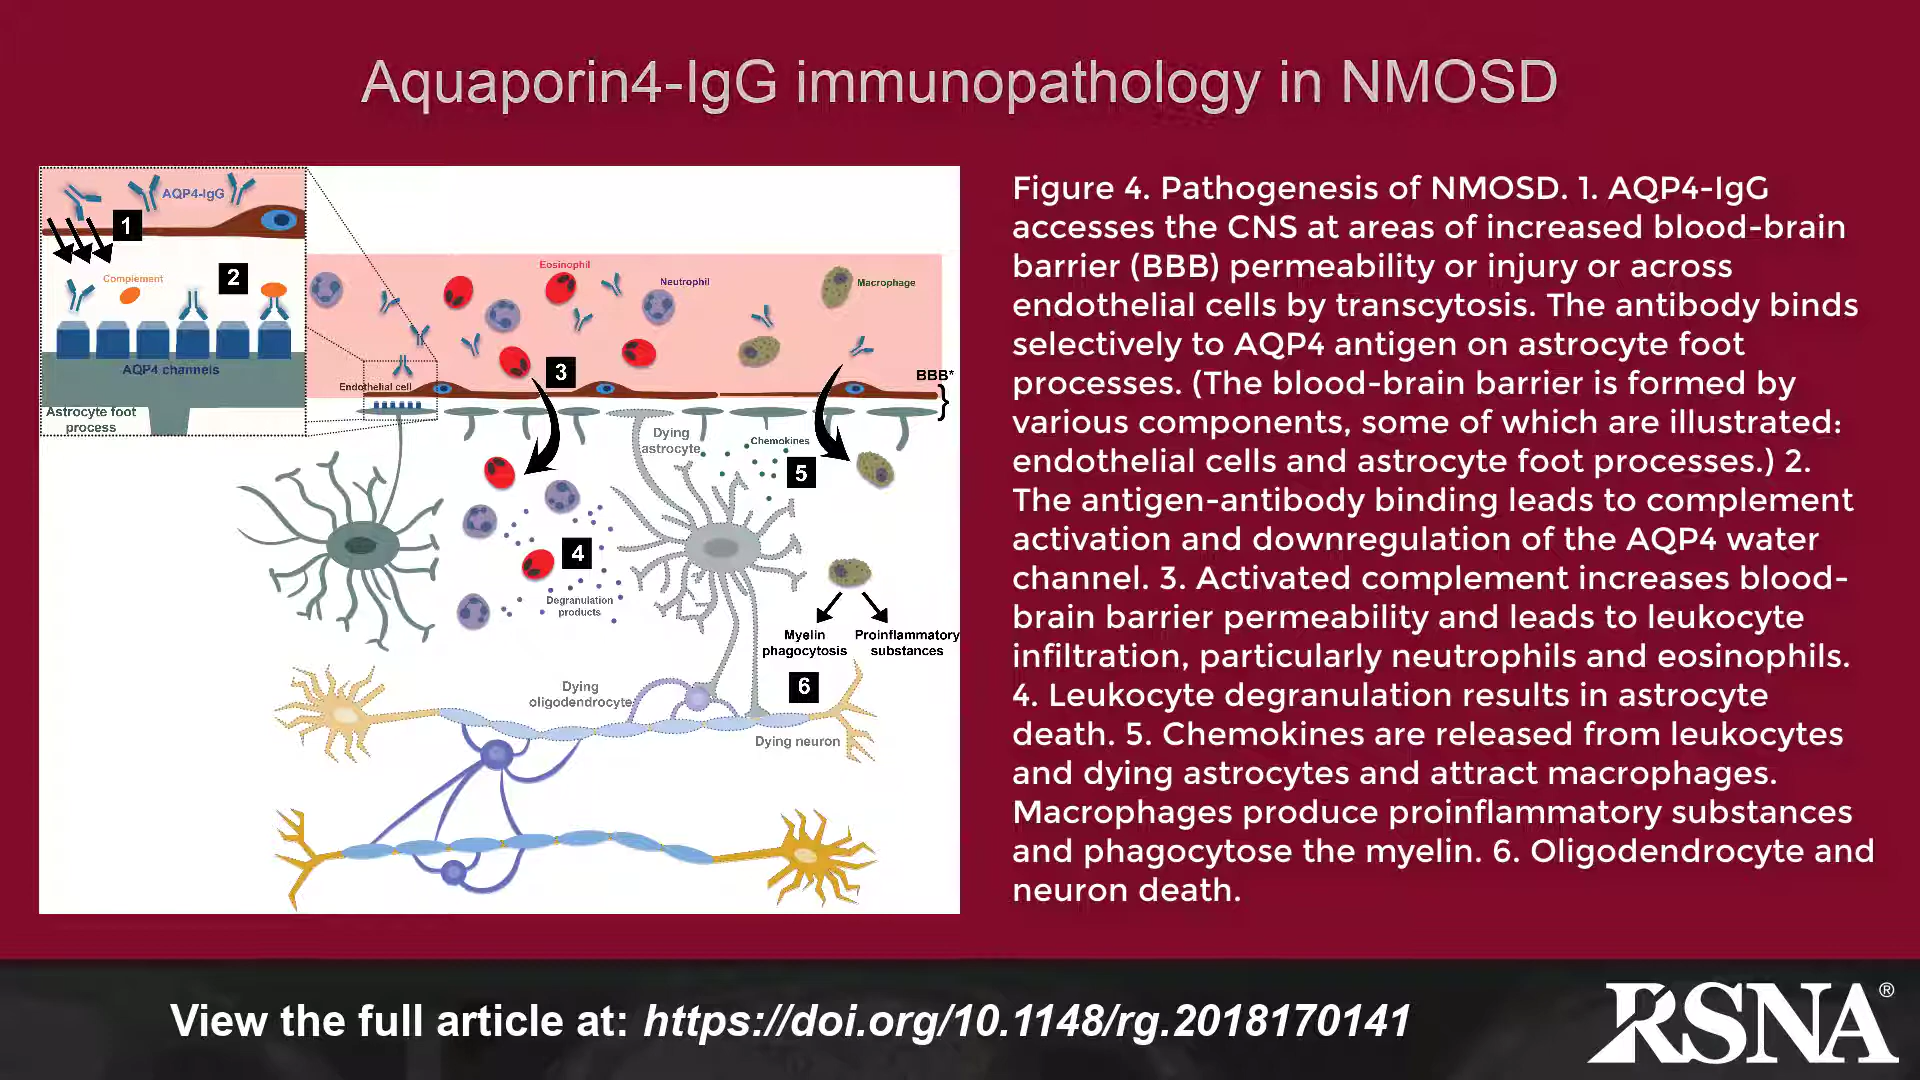 Aquaporin4-IgG immunopathology in NMOSD
AQP4-IgG
1
Complement
2
AQP4 channels
Astrocyte foot
process
Eosinophil
Neutrophil
Macrophage
Endothelial cell
3
BBB*
}
Dying
astrocyte
Chemokines
5
4
Degranulation
products
Myelin
phagocytosis
Proinflammatory
substances
6
Dying
oligodendrocyte
Dying neuron
Figure 4. Pathogenesis of NMOSD. 1. AQP4-IgG
accesses the CNS at areas of increased blood-brain
barrier (BBB) permeability or injury or across
endothelial cells by transcytosis. The antibody binds
selectively to AQP4 antigen on astrocyte foot
processes. (The blood-brain barrier is formed by
various components, some of which are illustrated:
endothelial cells and astrocyte foot processes.) 2.
The antigen-antibody binding leads to complement
activation and downregulation of the AQP4 water
channel. 3. Activated complement increases blood-
brain barrier permeability and leads to leukocyte
infiltration, particularly neutrophils and eosinophils.
4. Leukocyte degranulation results in astrocyte
death. 5. Chemokines are released from leukocytes
and dying astrocytes and attract macrophages.
Macrophages produce proinflammatory substances
and phagocytose the myelin. 6. Oligodendrocyte and
neuron death.
View the full article at: https://doi.org/10.1148/rg.2018170141
RSNA®